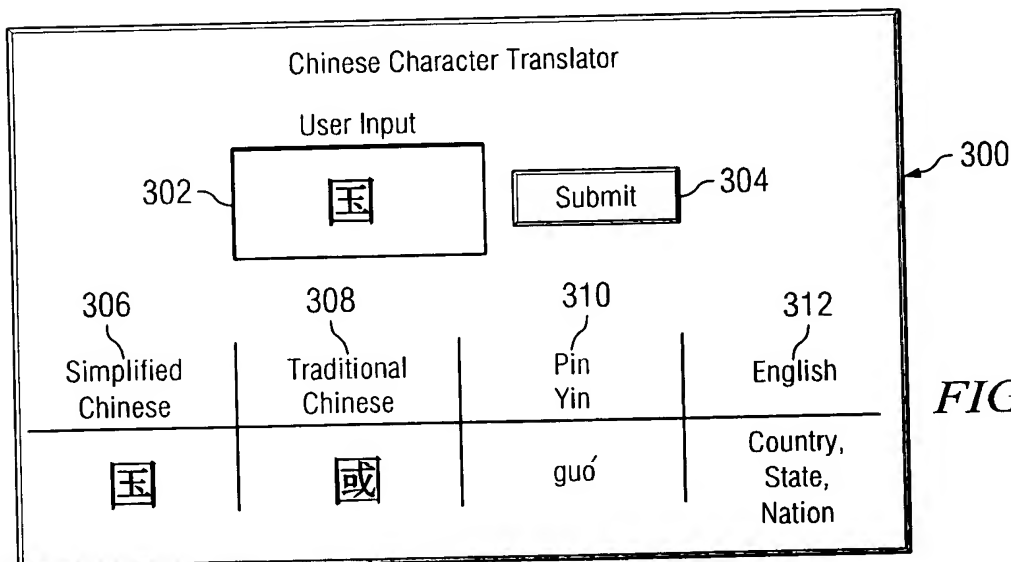 Chinese Character Translator
User Input
302
国
Submit
304
300
306
308
310
312
Simplified
Chinese
Traditional
Chinese
Pin
Yin
English
FIG
国
國
guó
Country,
State,
Nation